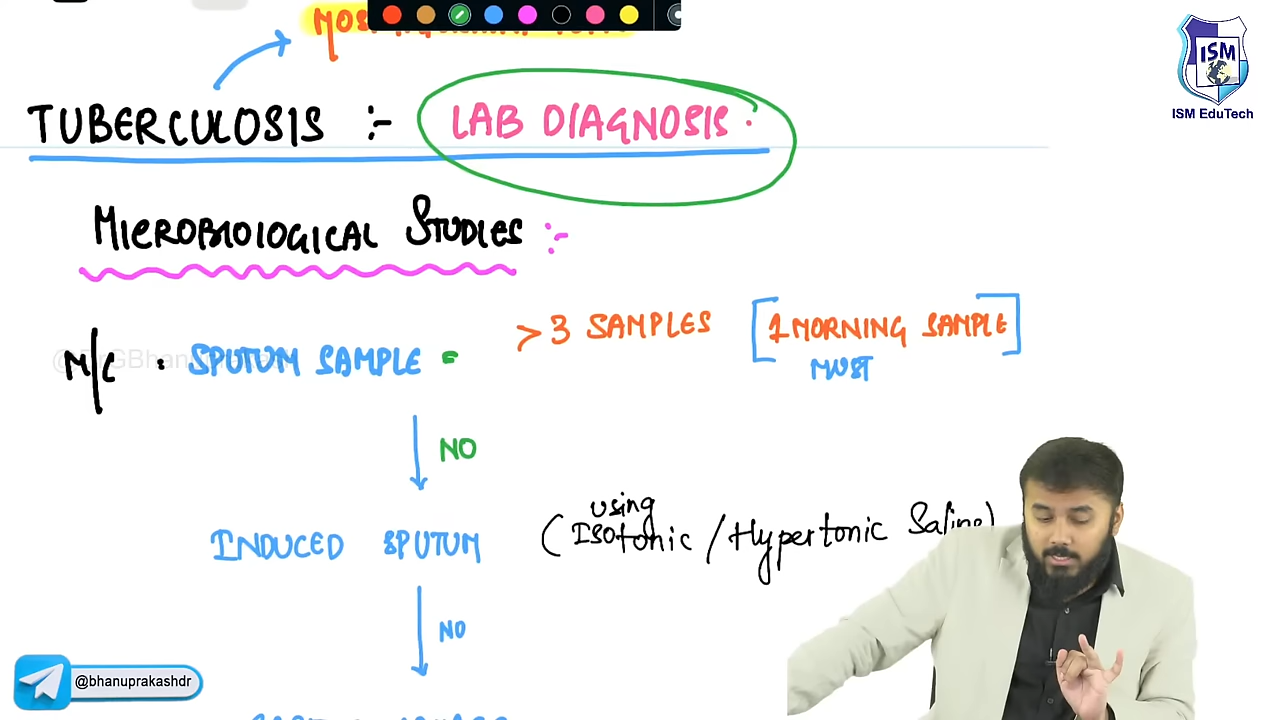 ISM
ISM EduTech
TUBERCULOSIS :- LAB DIAGNOSIS.
MICROBIOLOGICAL STUDIES :-
> 3 SAMPLES [1 MORNING SAMPLE]
MUST
M/C : SPUTUM SAMPLE =
NO
using
INDUCED SPUTUM (Isotonic / Hypertonic Saline)
NO
@bhanuprakashdr